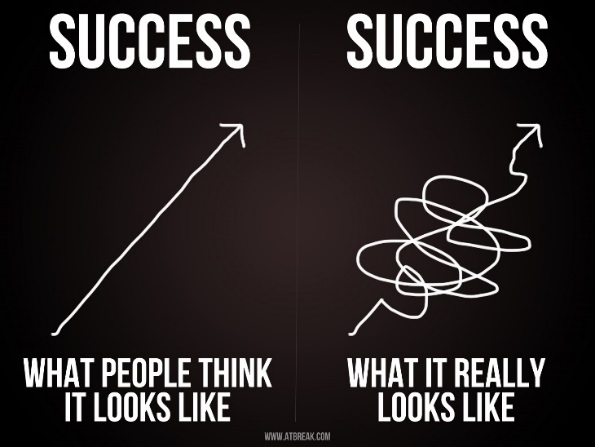 SUCCESS
WHAT PEOPLE THINK
IT LOOKS LIKE
SUCCESS
WHAT IT REALLY
LOOKS LIKE
WWW.ATBREAK.COM